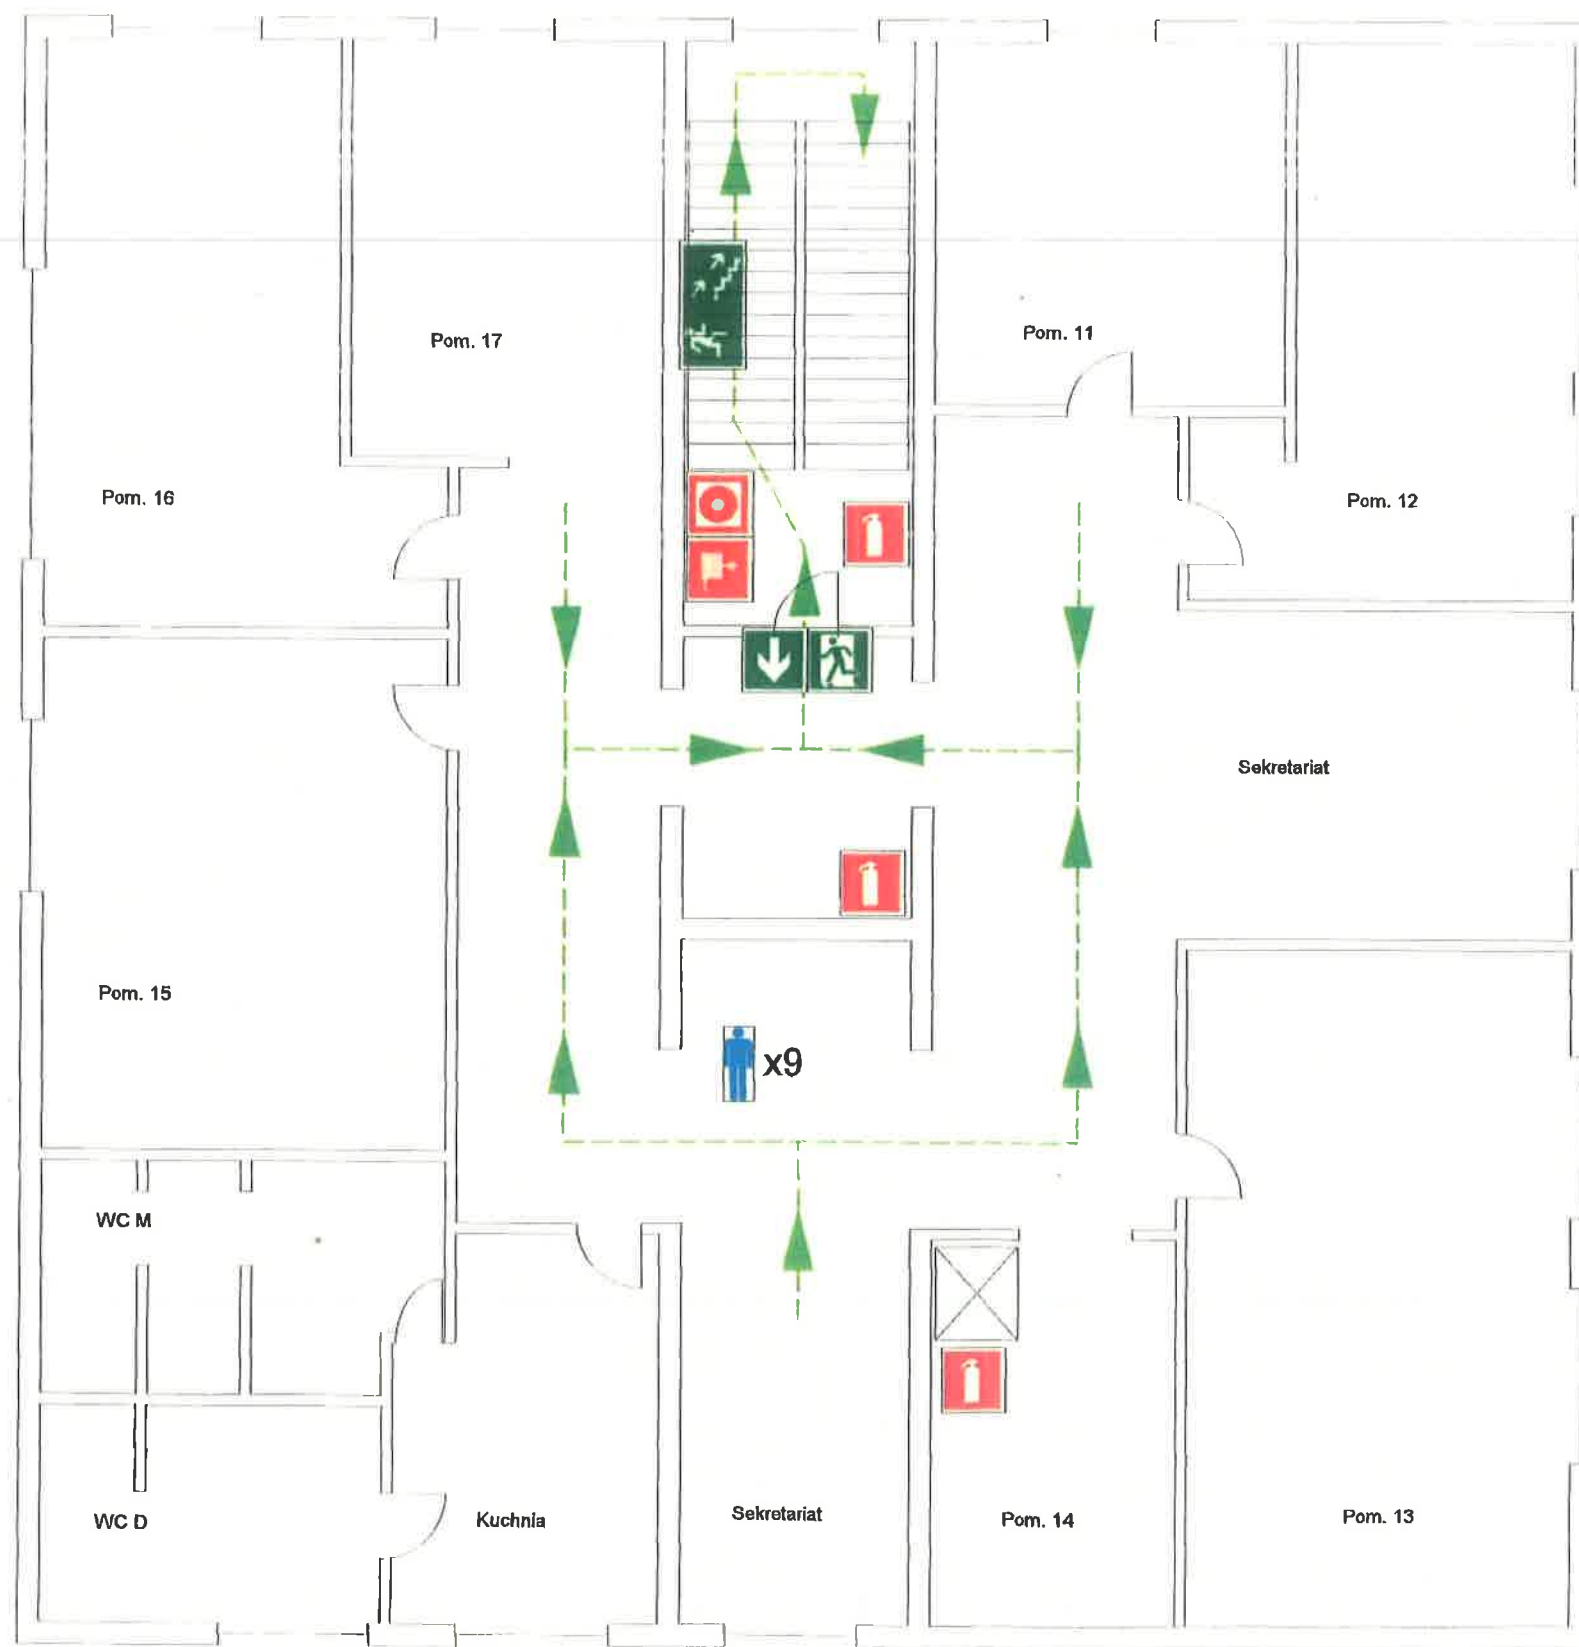 Pom. 17
Pom. 11
Pom. 16
Pom. 12
Sekretariat
Pom. 15
x9
WC M
WC D
Kuchnia
Sekretariat
Pom. 14
Pom. 13